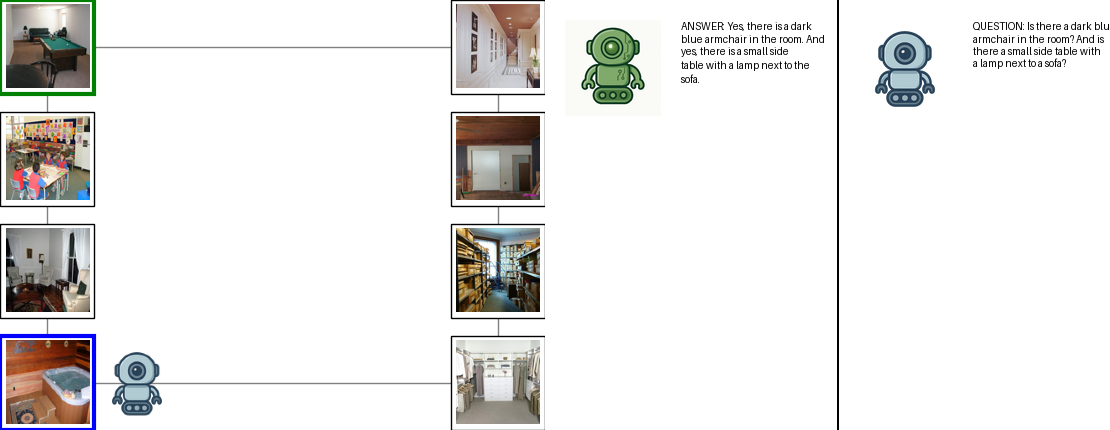 ANSWER: Yes, there is a dark
blue armchair in the room. And
yes, there is a small side
table with a lamp next to the
sofa.
QUESTION: Is there a dark blu
armchair in the room? And is
there a small side table with
a lamp next to a sofa?